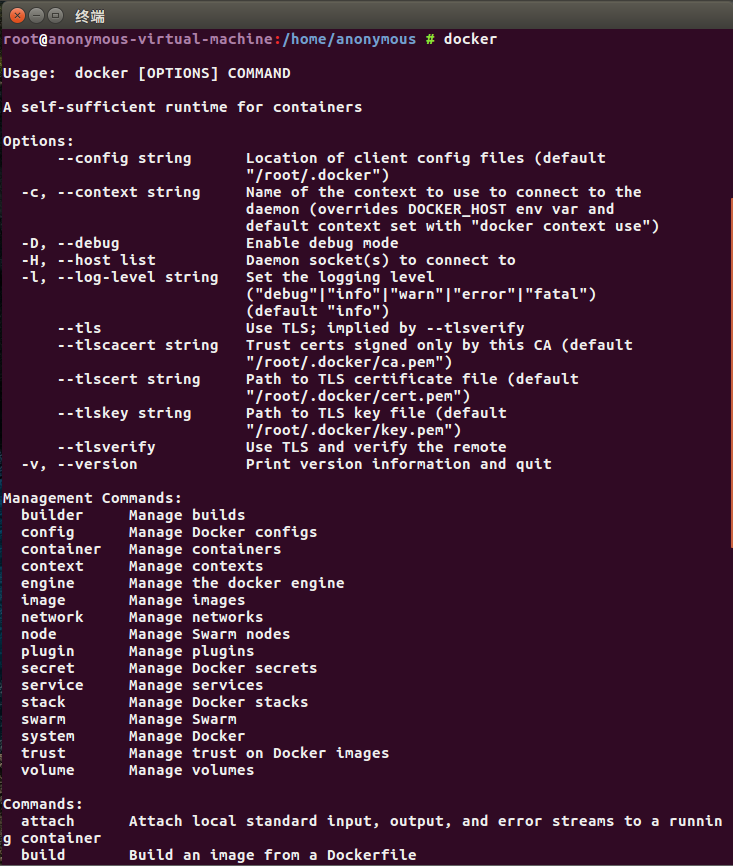 终端
root@anonymous-virtual-machine:/home/anonymous # docker
Usage:  docker [OPTIONS] COMMAND
A self-sufficient runtime for containers
Options:
      --config string      Location of client config files (default
                           "/root/.docker")
  -c, --context string     Name of the context to use to connect to the
                           daemon (overrides DOCKER_HOST env var and
                           default context set with "docker context use")
  -D, --debug              Enable debug mode
  -H, --host list          Daemon socket(s) to connect to
  -l, --log-level string   Set the logging level
                           ("debug"|"info"|"warn"|"error"|"fatal")
                           (default "info")
      --tls                Use TLS; implied by --tlsverify
      --tlscacert string   Trust certs signed only by this CA (default
                           "/root/.docker/ca.pem")
      --tlscert string     Path to TLS certificate file (default
                           "/root/.docker/cert.pem")
      --tlskey string      Path to TLS key file (default
                           "/root/.docker/key.pem")
      --tlsverify          Use TLS and verify the remote
  -v, --version            Print version information and quit
Management Commands:
  builder     Manage builds
  config      Manage Docker configs
  container   Manage containers
  context     Manage contexts
  engine      Manage the docker engine
  image       Manage images
  network     Manage networks
  node        Manage Swarm nodes
  plugin      Manage plugins
  secret      Manage Docker secrets
  service     Manage services
  stack       Manage Docker stacks
  swarm       Manage Swarm
  system      Manage Docker
  trust       Manage trust on Docker images
  volume      Manage volumes
Commands:
  attach      Attach local standard input, output, and error streams to a runnin
g container
  build       Build an image from a Dockerfile